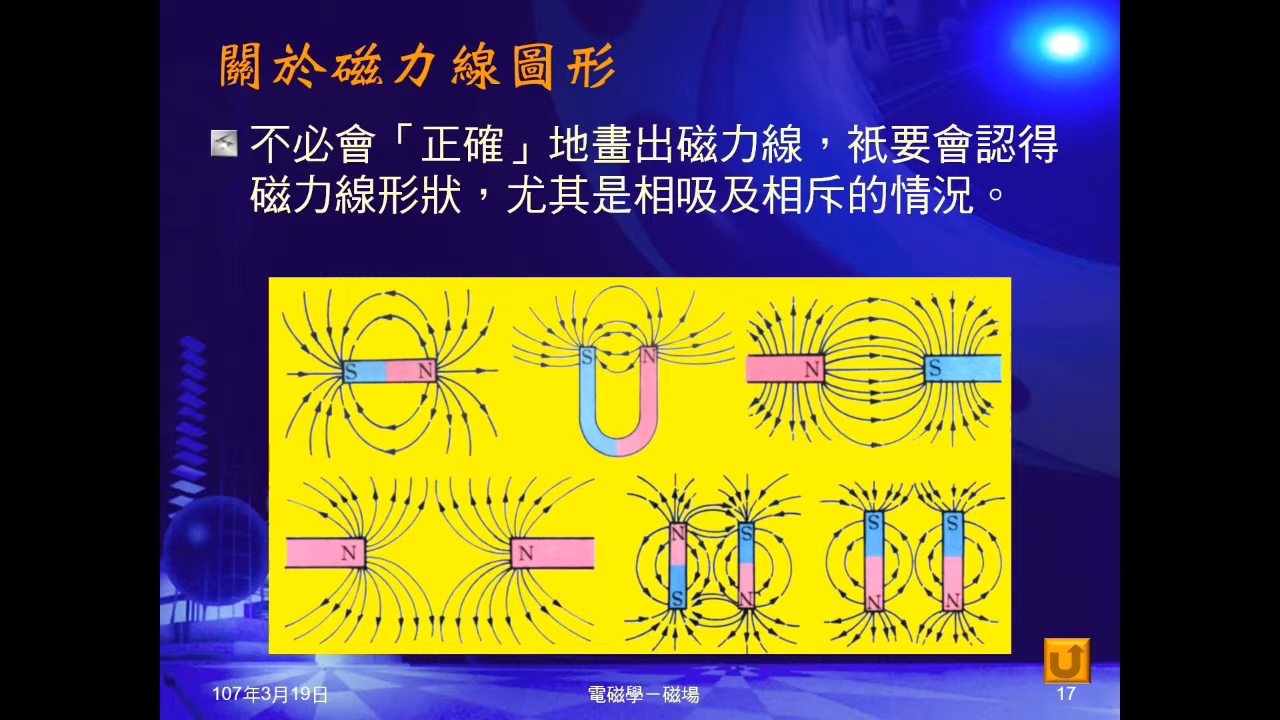 關於磁力線圖形
不必會「正確」地畫出磁力線，祇要會認得
磁力線形狀，尤其是相吸及相斥的情況。
S N
S N
N S
N N
N S S S
S N N N
107年3月19日 電磁學－磁場 17